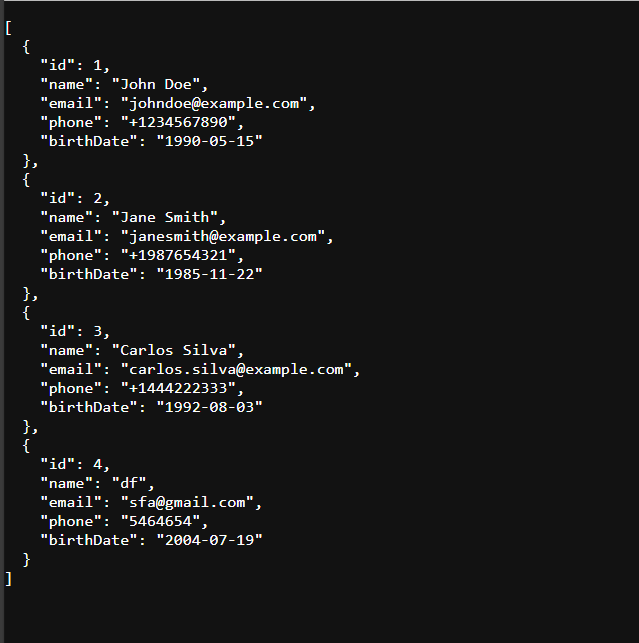 [
  {
    "id": 1,
    "name": "John Doe",
    "email": "johndoe@example.com",
    "phone": "+1234567890",
    "birthDate": "1990-05-15"
  },
  {
    "id": 2,
    "name": "Jane Smith",
    "email": "janesmith@example.com",
    "phone": "+1987654321",
    "birthDate": "1985-11-22"
  },
  {
    "id": 3,
    "name": "Carlos Silva",
    "email": "carlos.silva@example.com",
    "phone": "+1444222333",
    "birthDate": "1992-08-03"
  },
  {
    "id": 4,
    "name": "df",
    "email": "sfa@gmail.com",
    "phone": "5464654",
    "birthDate": "2004-07-19"
  }
]